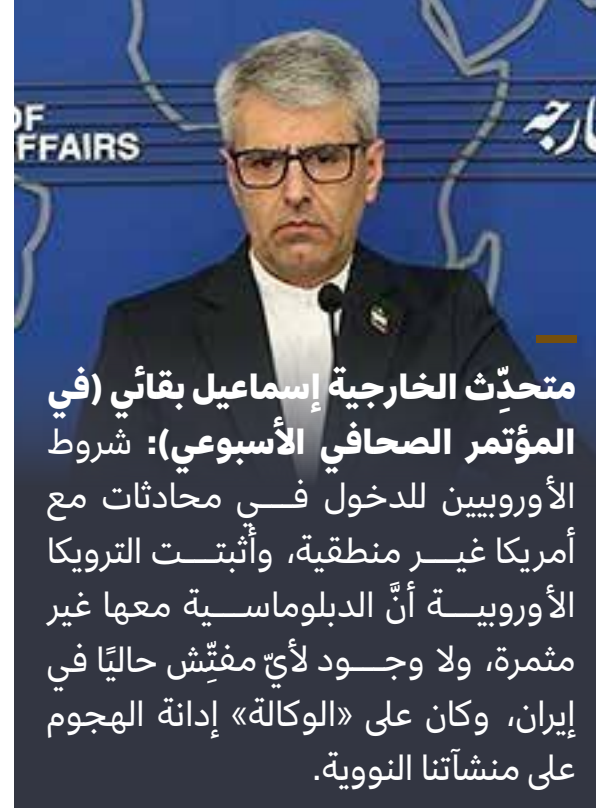 OF
FFAIRS
ارجه
متحدِّث الخارجية إسماعيل بقائي (في
المؤتمر الصحافي الأسبوعي): شروط
الأوروبيين للدخول في محادثات مع
أمريكا غير منطقية، وأثبتت الترويكا
الأوروبية أنَّ الدبلوماسية معها غير
مثمرة، ولا وجود لأيّ مفتِّش حاليًا في
إيران، وكان على «الوكالة» إدانة الهجوم
على منشآتنا النووية.